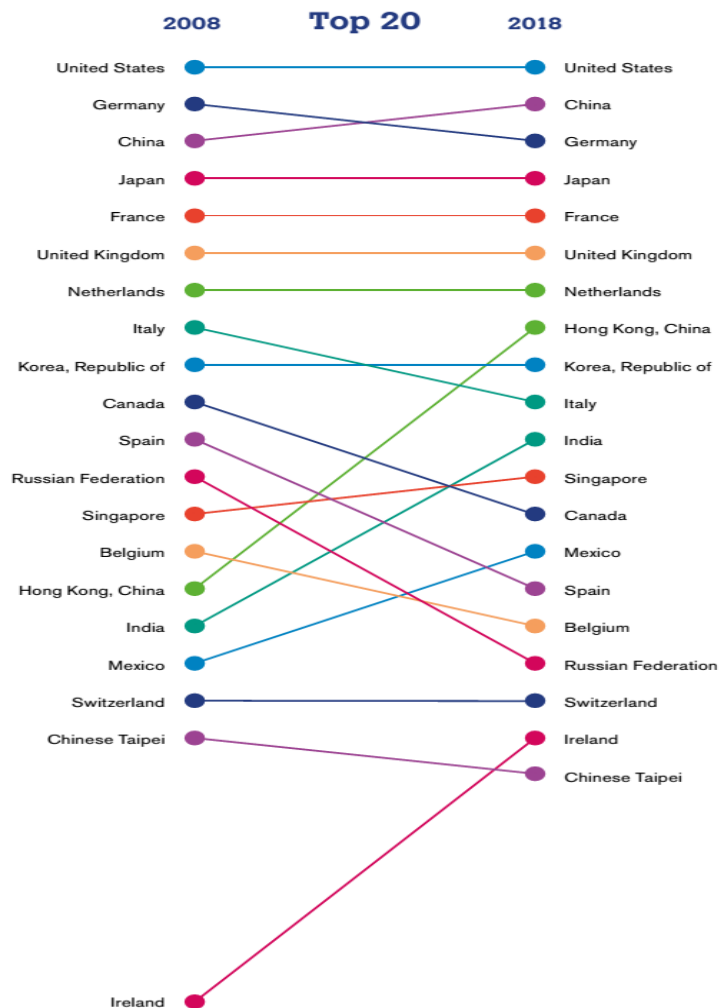 2008 Top 20 2018
United States United States
Germany China
China Germany
Japan Japan
France France
United Kingdom United Kingdom
Netherlands Netherlands
Italy Hong Kong, China
Korea, Republic of Korea, Republic of
Canada Italy
Spain India
Russian Federation Singapore
Singapore Canada
Belgium Mexico
Hong Kong, China Spain
India Belgium
Mexico Russian Federation
Switzerland Switzerland
Chinese Taipei Ireland
Chinese Taipei
Ireland